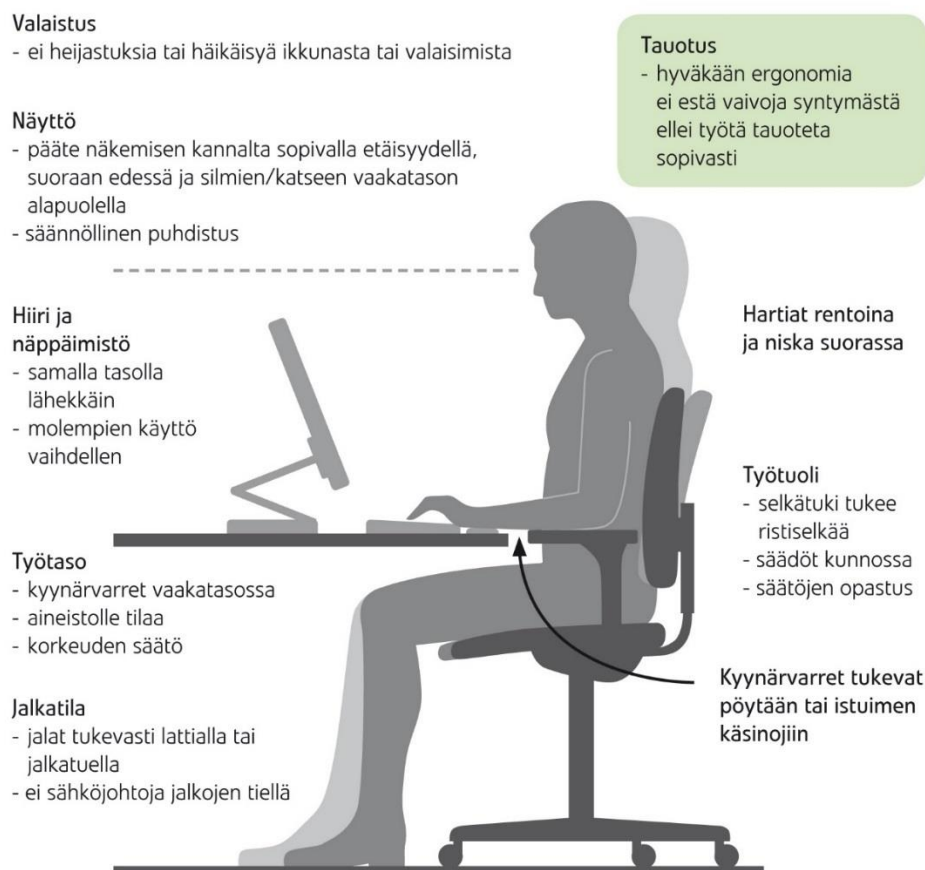 Valaistus
- ei heijastuksia tai häikäisyä ikkunasta tai valaisimista
Tauotus
- hyväkään ergonomia
ei estä vaivoja syntymästä
ellei työtä tauoteta
sopivasti
Näyttö
- pääte näkemisen kannalta sopivalla etäisyydellä,
suoraan edessä ja silmien/katseen vaakatason
alapuolella
- säännöllinen puhdistus
Hiiri ja
näppäimistö
- samalla tasolla
lähekkäin
- molempien käyttö
vaihdellen
Hartiat rentoina
ja niska suorassa
Työtuoli
- selkätuki tukee
ristiselkää
- säädöt kunnossa
- säätöjen opastus
Työtaso
- kyynärvarret vaakatasossa
- aineistolle tilaa
- korkeuden säätö
Kyynärvarret tukevat
pöytään tai istuimen
käsinojiin
Jalkatila
- jalat tukevasti lattialla tai
jalkatuella
- ei sähköjohtoja jalkojen tiellä